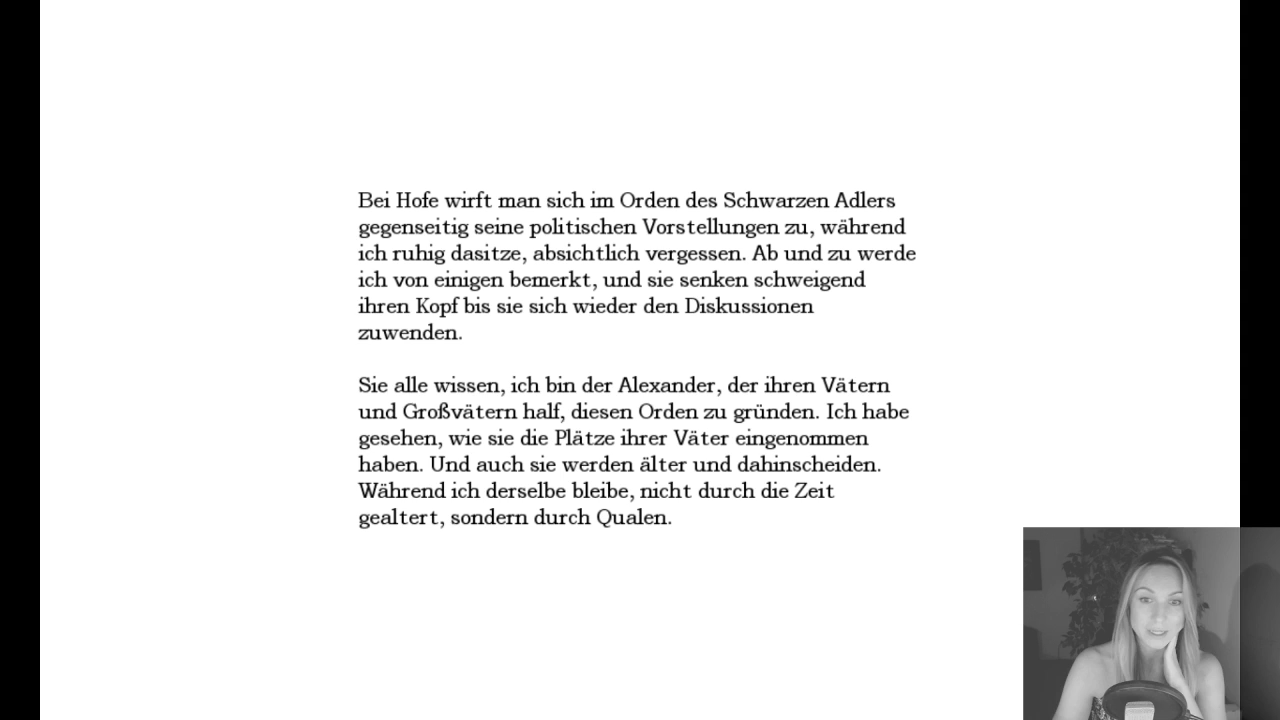 Bei Hofe wirft man sich im Orden des Schwarzen Adlers
gegenseitig seine politischen Vorstellungen zu, während
ich ruhig dasitze, absichtlich vergessen. Ab und zu werde
ich von einigen bemerkt, und sie senken schweigend
ihren Kopf bis sie sich wieder den Diskussionen
zuwenden.
Sie alle wissen, ich bin der Alexander, der ihren Vätern
und Großvätern half, diesen Orden zu gründen. Ich habe
gesehen, wie sie die Plätze ihrer Väter eingenommen
haben. Und auch sie werden älter und dahinscheiden.
Während ich derselbe bleibe, nicht durch die Zeit
gealtert, sondern durch Qualen.